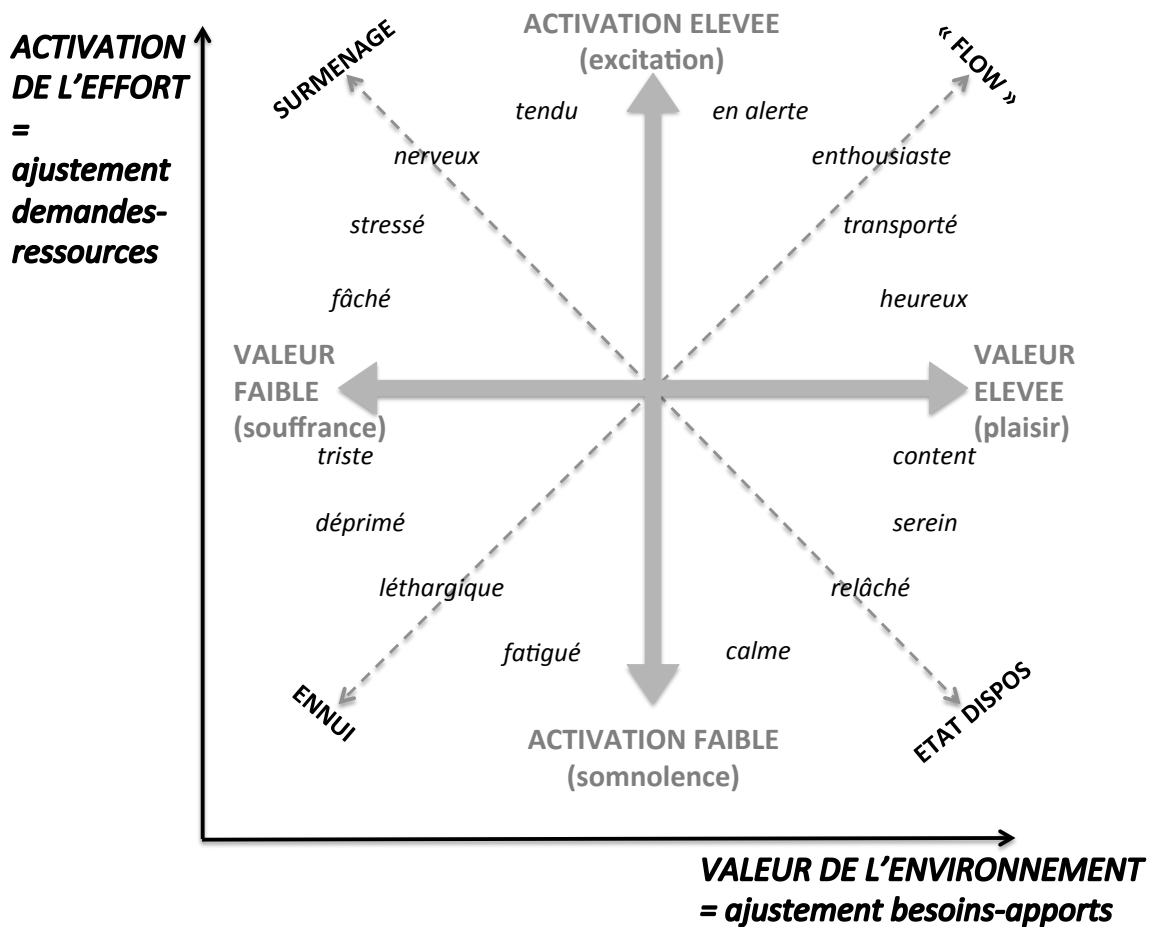 ACTIVATION
DE L’EFFORT
=
ajustement
demandes-
ressources
SURMENAGE
ACTIVATION ELEVEE
(excitation)
« FLOW »
tendu
en alerte
nerveux
enthousiaste
stressé
transporté
fâché
heureux
VALEUR
FAIBLE
(souffrance)
VALEUR
ELEVEE
(plaisir)
triste
content
déprimé
serein
léthargique
relâché
fatigué
calme
ENNUI
ACTIVATION FAIBLE
(somnolence)
ETAT DISPOS
VALEUR DE L’ENVIRONNEMENT
= ajustement besoins-apports